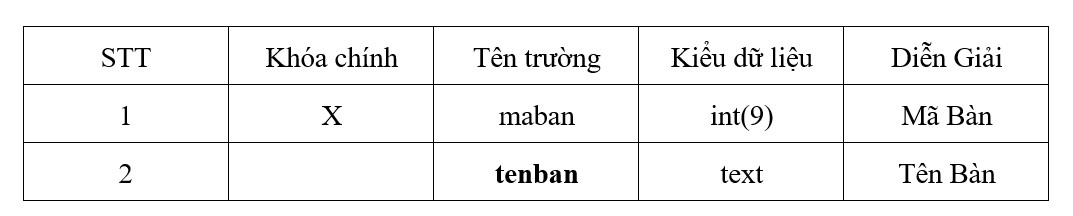 STT Khóa chính Tên trường Kiểu dữ liệu Diễn Giải
1 X maban int(9) Mã Bàn
2 tenban text Tên Bàn